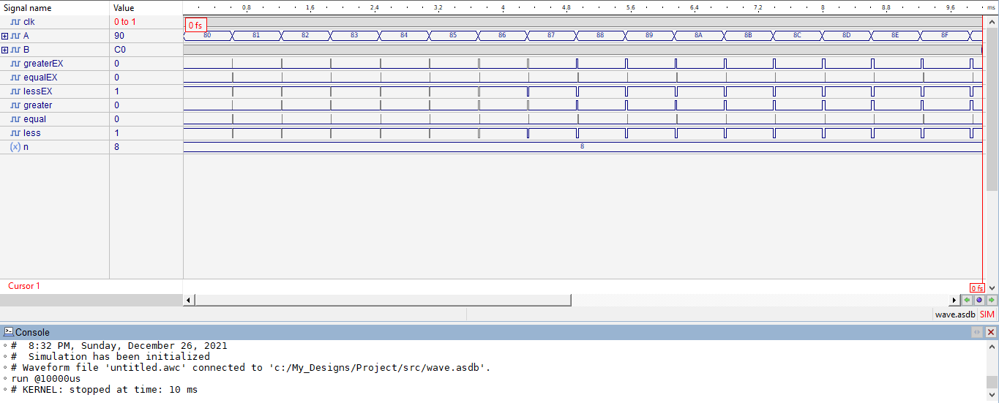 Signal name Value 0.8 1.6 2.4 3.2 4 4.8 5.6 6.4 7.2 8 8.8 9.6 ms
clk 0 to 1 0 fs
A 90 80 81 82 83 84 85 86 87 88 89 8A 8B 8C 8D 8E 8F
B C0
greaterEX 0
equalEX 0
lessEX 1
greater 0
equal 0
less 1
(x) n 8 8
Cursor 1 0 fs
wave.asdb SIM
Console
# 8:32 PM, Sunday, December 26, 2021
# Simulation has been initialized
# Waveform file 'untitled.awc' connected to 'c:/My_Designs/Project/src/wave.asdb'.
run @10000us
# KERNEL: stopped at time: 10 ms